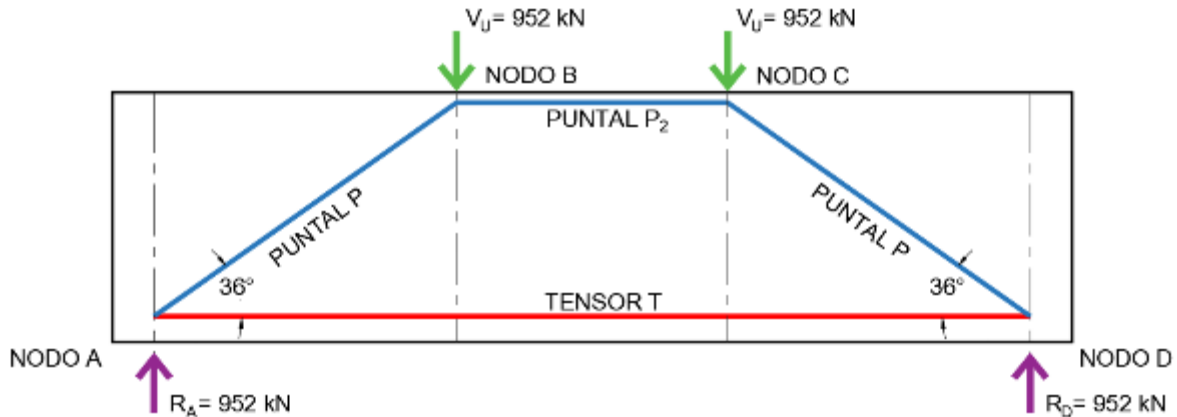 V_U= 952 kN
V_U= 952 kN
NODO B
NODO C
PUNTAL P₂
PUNTAL P
PUNTAL P
36°
36°
TENSOR T
NODO A
NODO D
R_A= 952 kN
R_D= 952 kN